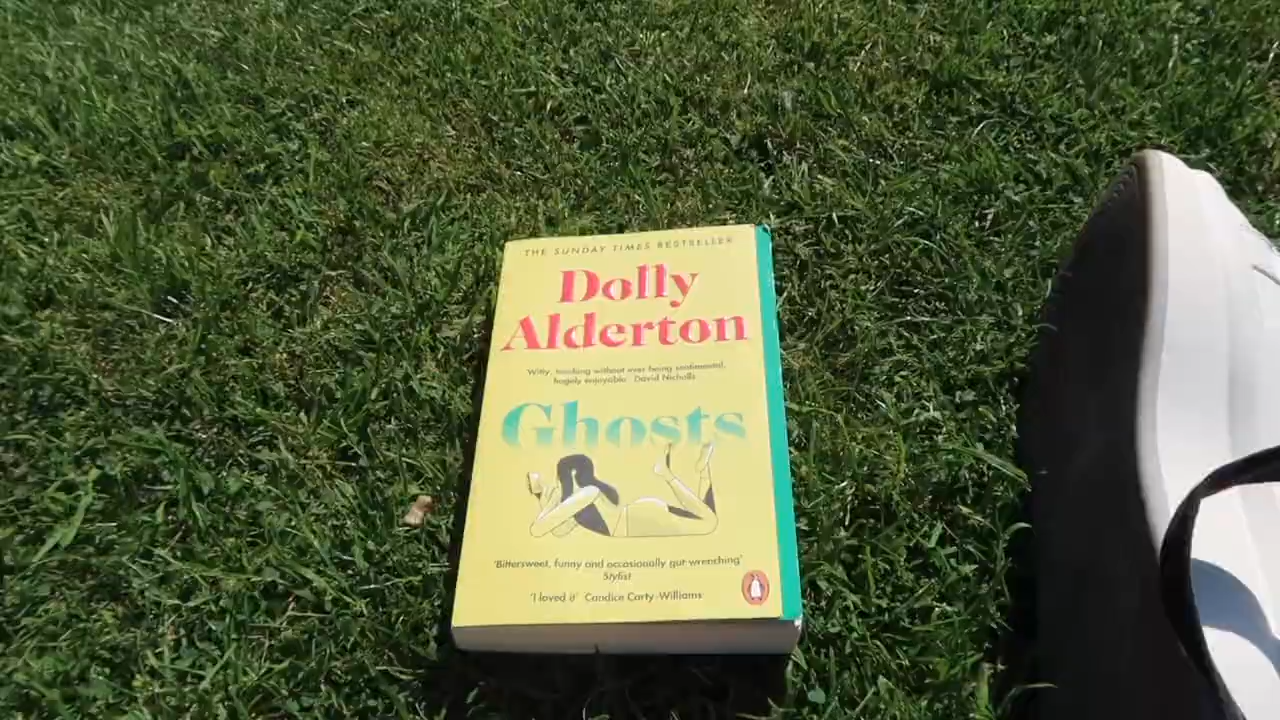 THE SUNDAY TIMES BESTSELLER
Dolly
Alderton
'Witty, touching without ever being sentimental,
hugely enjoyable' David Nicholls
Ghosts
'Bittersweet, funny and occasionally gut-wrenching'
Stylist
'I loved it' Candice Carty-Williams